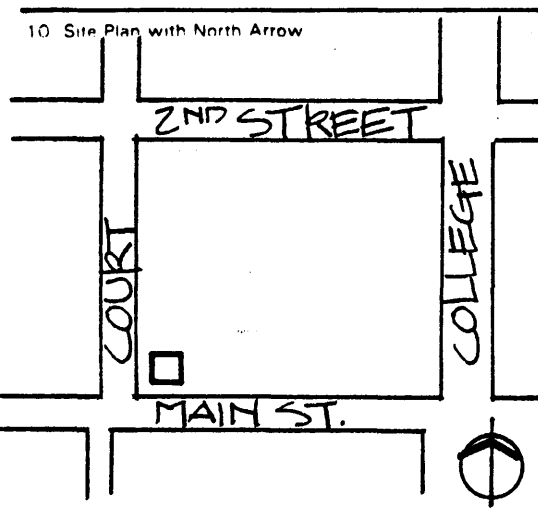 10 Site Plan with North Arrow
2ND STREET
COURT
COLLEGE
MAIN ST.